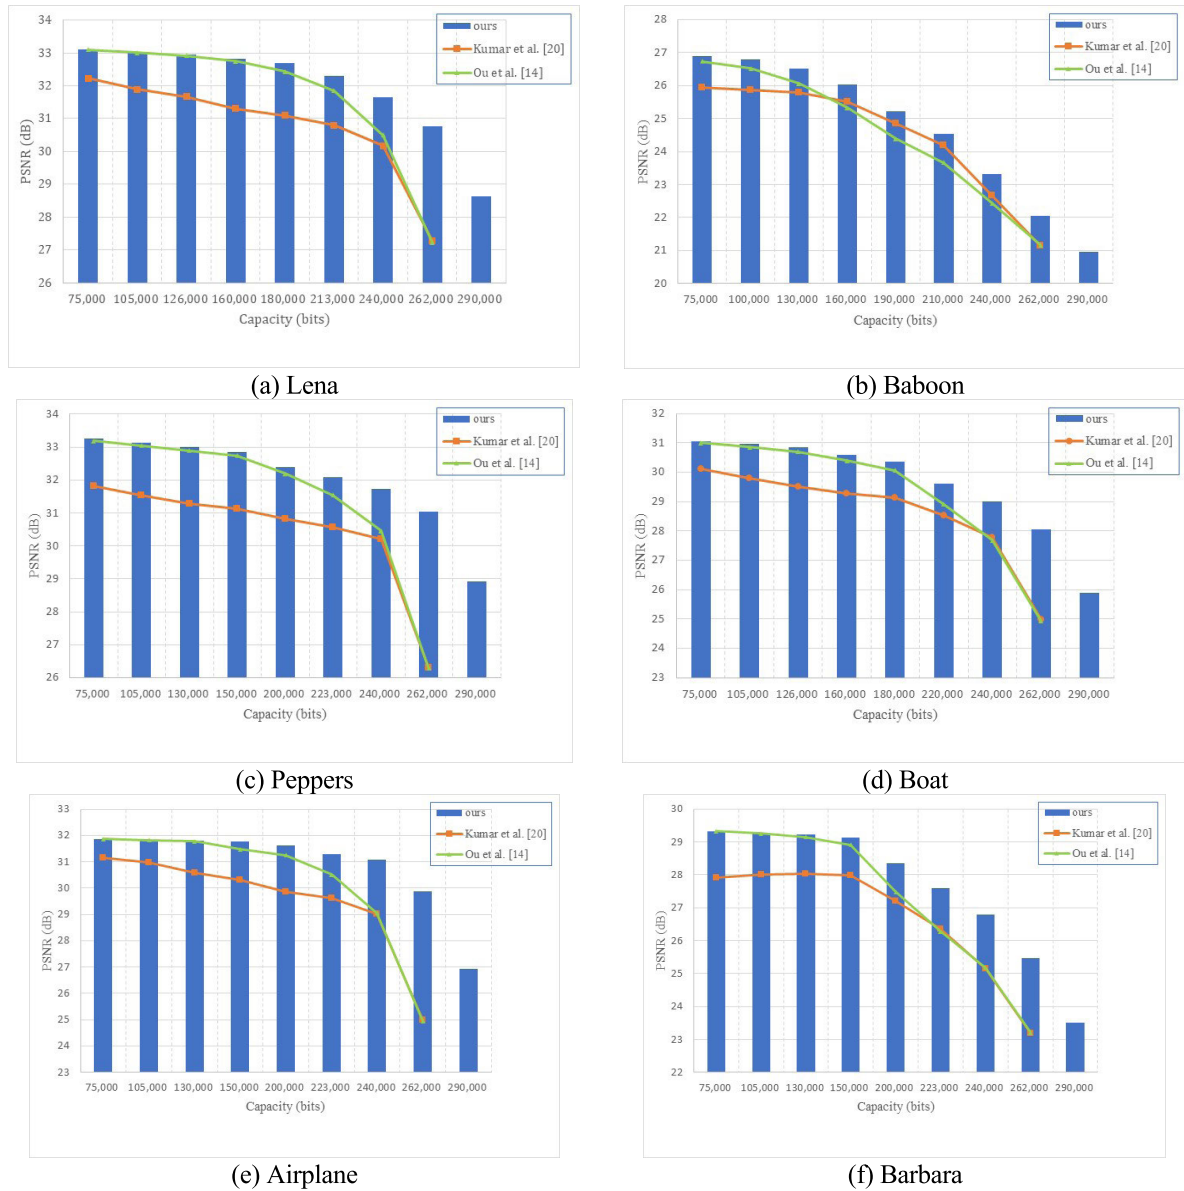 34
33
32
31
30
29
28
27
26
PSNR (dB)
ours
Kumar et al. [20]
Ou et al. [14]
75,000 105,000 126,000 160,000 180,000 213,000 240,000 262,000 290,000
Capacity (bits)
(a) Lena
28
27
26
25
24
23
22
21
20
PSNR (dB)
ours
Kumar et al. [20]
Ou et al. [14]
75,000 100,000 130,000 160,000 190,000 210,000 240,000 262,000 290,000
Capacity (bits)
(b) Baboon
34
33
32
31
30
29
28
27
26
PSNR (dB)
ours
Kumar et al. [20]
Ou et al. [14]
75,000 105,000 130,000 150,000 200,000 223,000 240,000 262,000 290,000
Capacity (bits)
(c) Peppers
32
31
30
29
28
27
26
25
24
23
PSNR (dB)
ours
Kumar et al. [20]
Ou et al. [14]
75,000 105,000 126,000 160,000 180,000 220,000 240,000 262,000 290,000
Capacity (bits)
(d) Boat
33
32
31
30
29
28
27
26
25
24
23
PSNR (dB)
ours
Kumar et al. [20]
Ou et al. [14]
75,000 105,000 130,000 150,000 200,000 223,000 240,000 262,000 290,000
Capacity (bits)
(e) Airplane
30
29
28
27
26
25
24
23
22
PSNR (dB)
ours
Kumar et al. [20]
Ou et al. [14]
75,000 105,000 130,000 150,000 200,000 223,000 240,000 262,000 290,000
Capacity (bits)
(f) Barbara